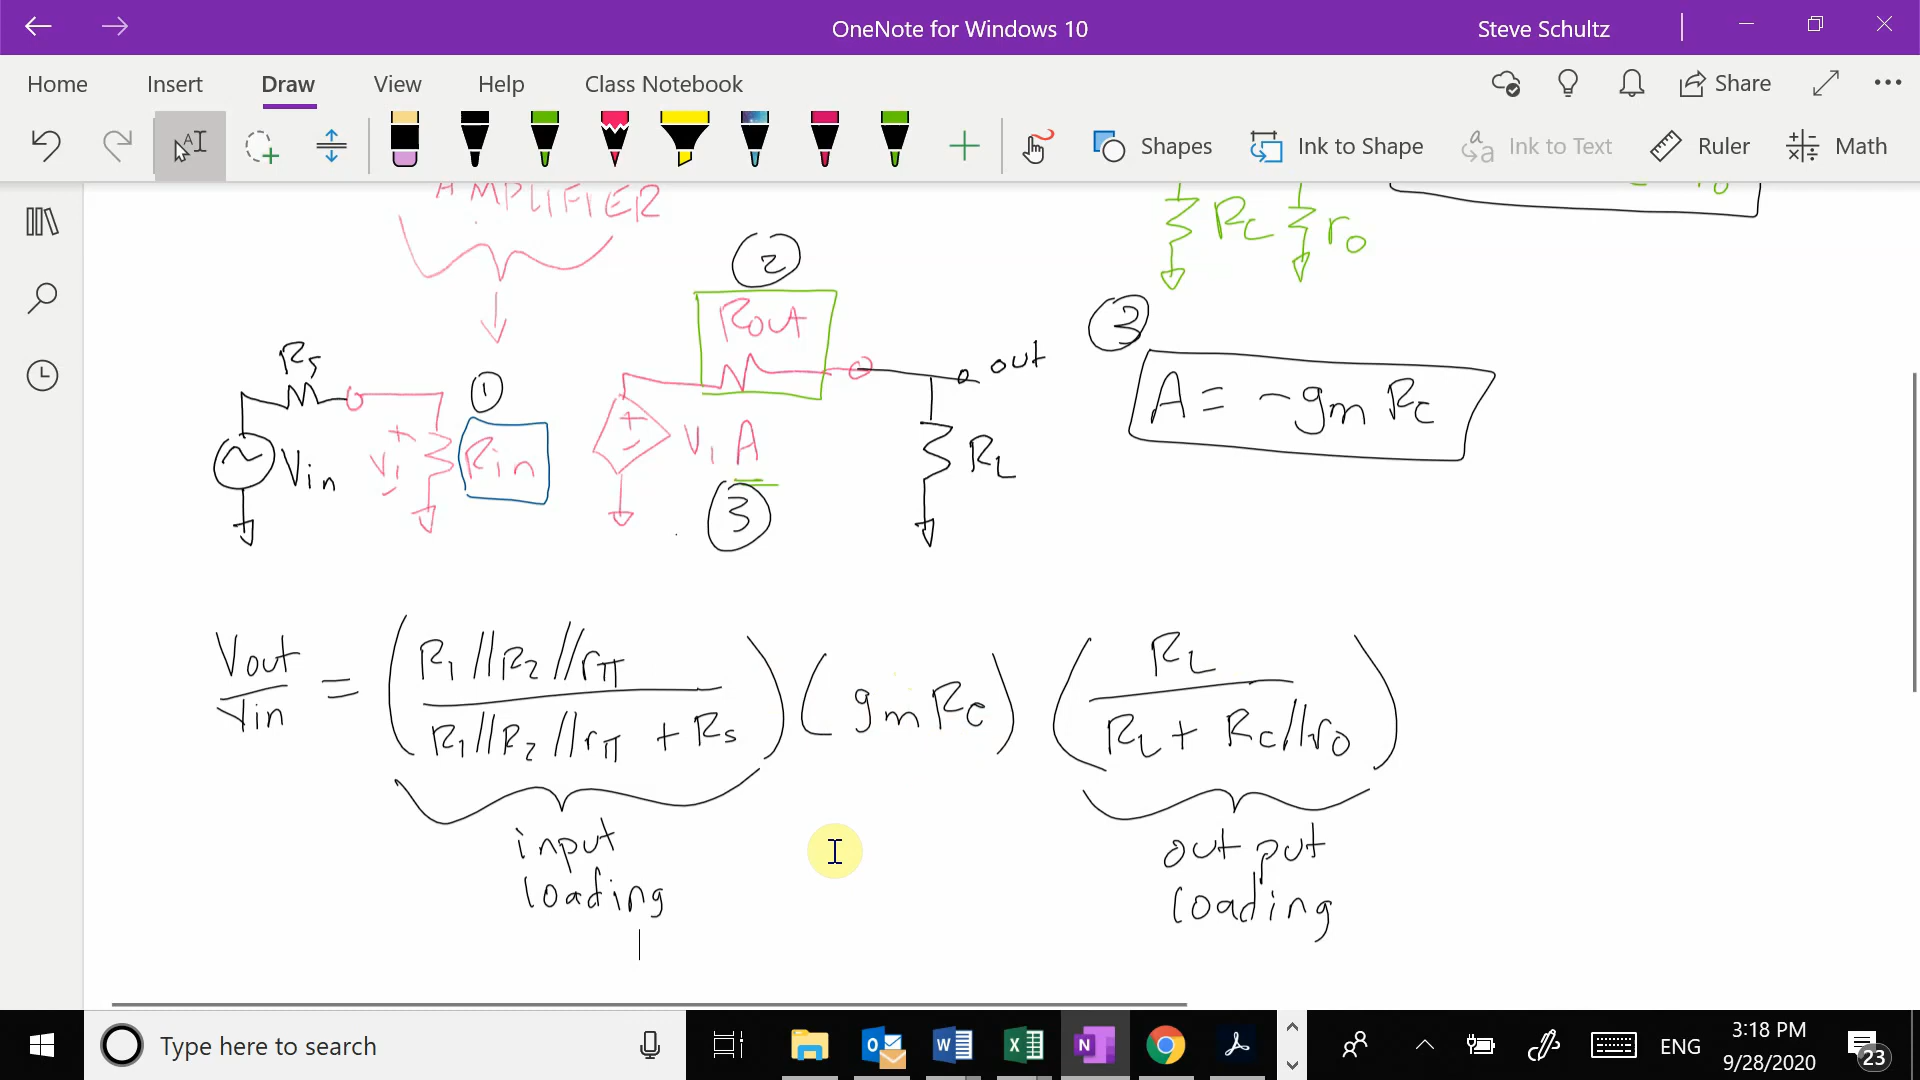 OneNote for Windows 10
Steve Schultz
Home Insert Draw View Help Class Notebook
Share
Shapes Ink to Shape Ink to Text Ruler Math
AMPLIFIER
RC ro
2
Rout
3
A = -gm RC
RS
out
1
+
V1
-
Rin
Vin
+
-
V1 A
3
RL
Vout/Vin = (R1//R2//rπ / R1//R2//rπ + Rs) (gm RC) (RL / RL + RC//ro)
input
loading
output
loading
Type here to search
ENG
3:18 PM
9/28/2020
23